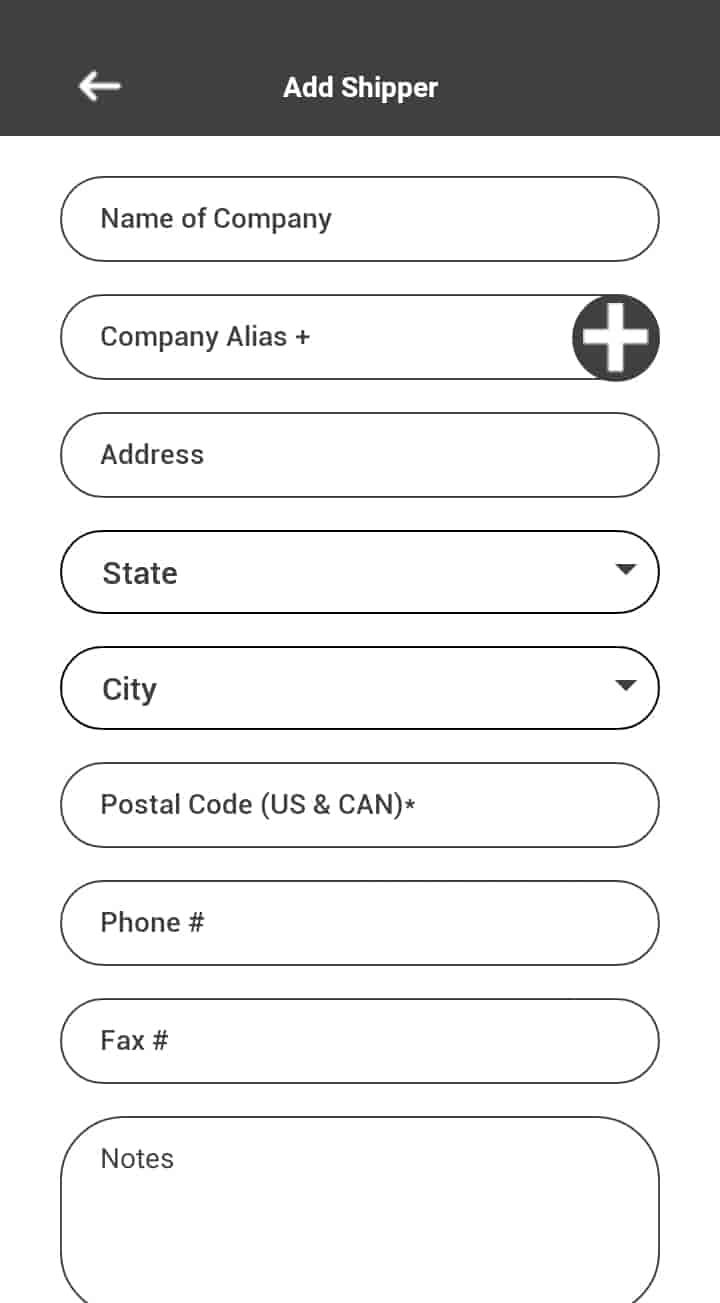 Add Shipper
Name of Company
Company Alias +
Address
State
City
Postal Code (US & CAN)*
Phone #
Fax #
Notes